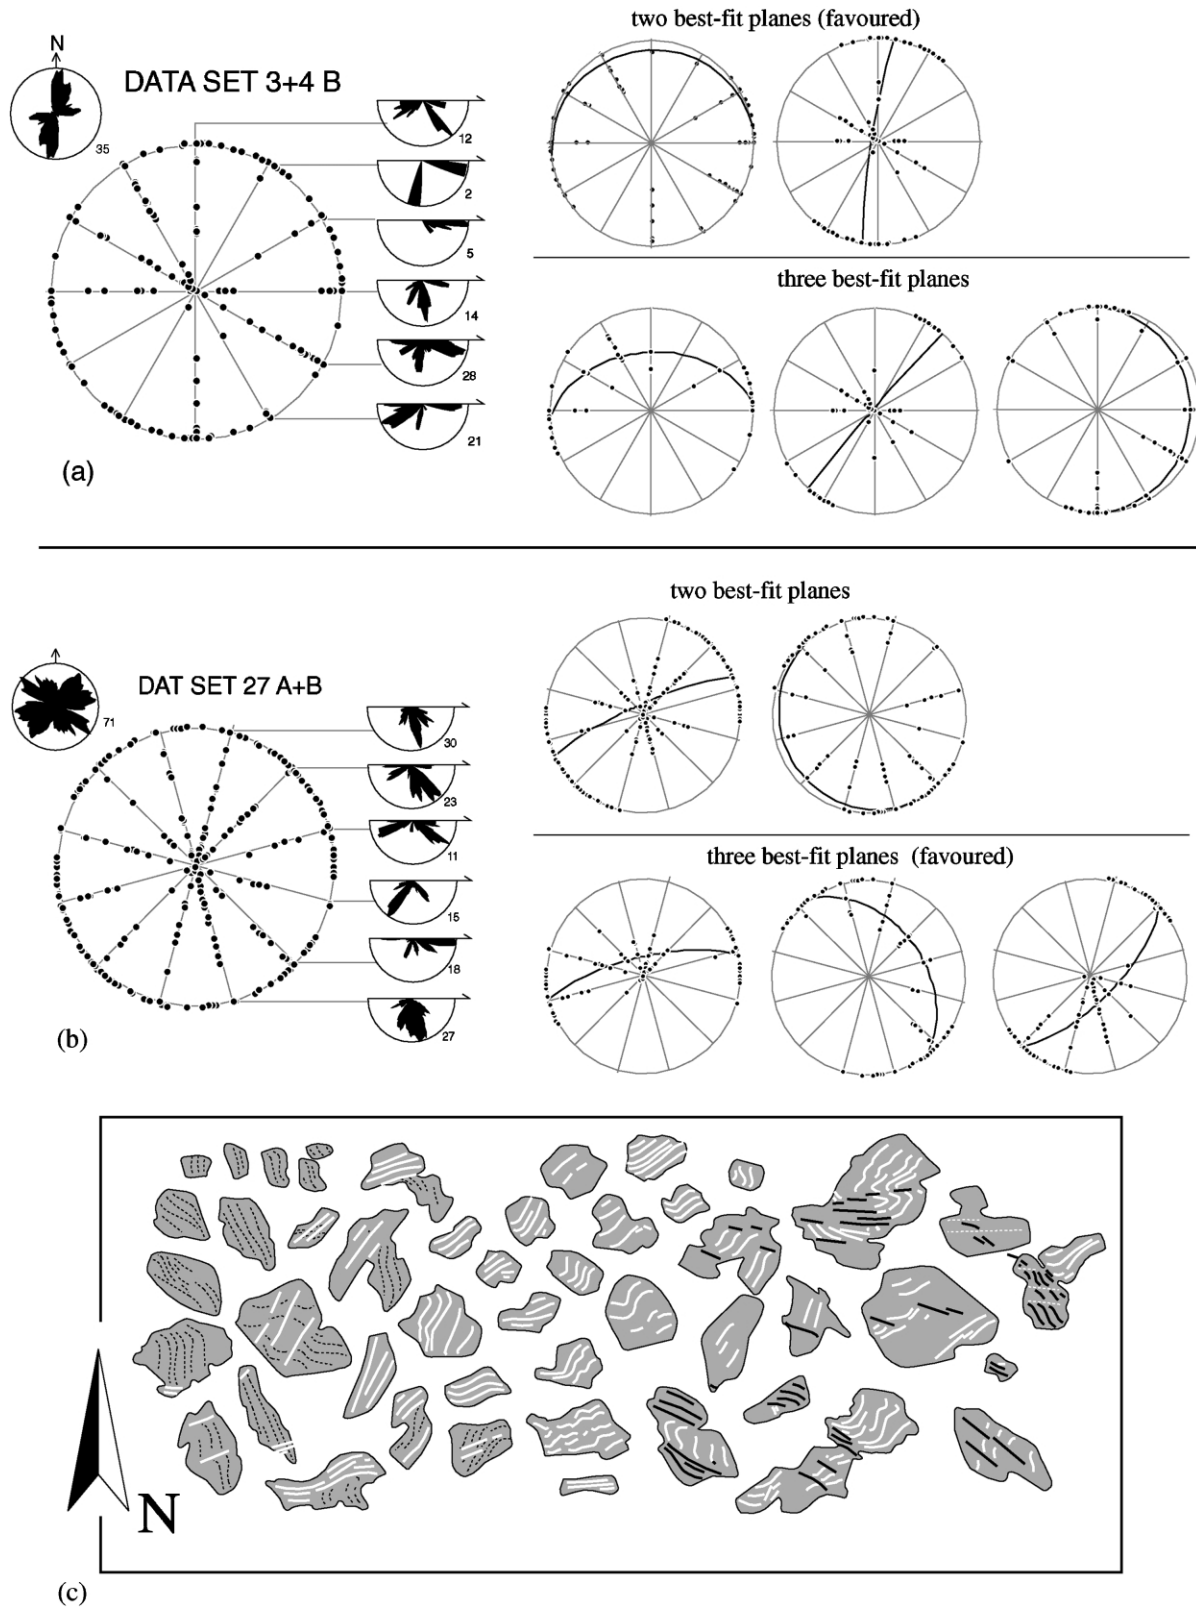 two best-fit planes (favoured)
N
DATA SET 3+4 B
35
12
2
5
14
28
21
three best-fit planes
(a)
two best-fit planes
DAT SET 27 A+B
71
30
23
11
15
18
27
three best-fit planes (favoured)
(b)
N
(c)